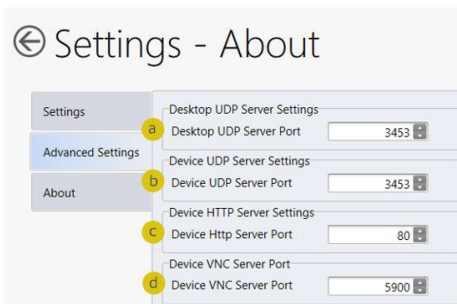 Settings - About
Settings
Advanced Settings
About
a
Desktop UDP Server Settings
Desktop UDP Server Port 3453
b
Device UDP Server Settings
Device UDP Server Port 3453
c
Device HTTP Server Settings
Device Http Server Port 80
d
Device VNC Server Port
Device VNC Server Port 5900